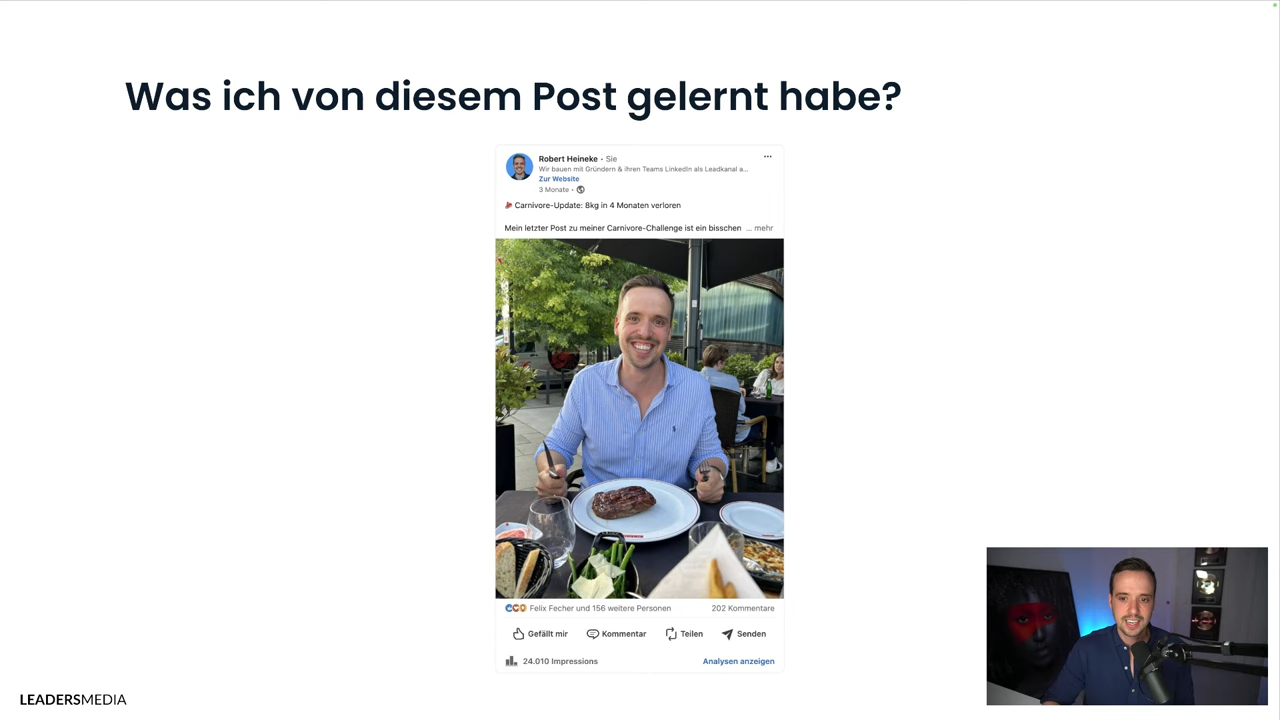 Was ich von diesem Post gelernt habe?
Robert Heineke • Sie
Wir bauen mit Gründern & ihren Teams LinkedIn als Leadkanal a...
Zur Website
3 Monate •
Carnivore-Update: 8kg in 4 Monaten verloren
Mein letzter Post zu meiner Carnivore-Challenge ist ein bisschen ... mehr
Felix Fecher und 156 weitere Personen 202 Kommentare
Gefällt mir Kommentar Teilen Senden
24.010 Impressions Analysen anzeigen
LEADERSMEDIA